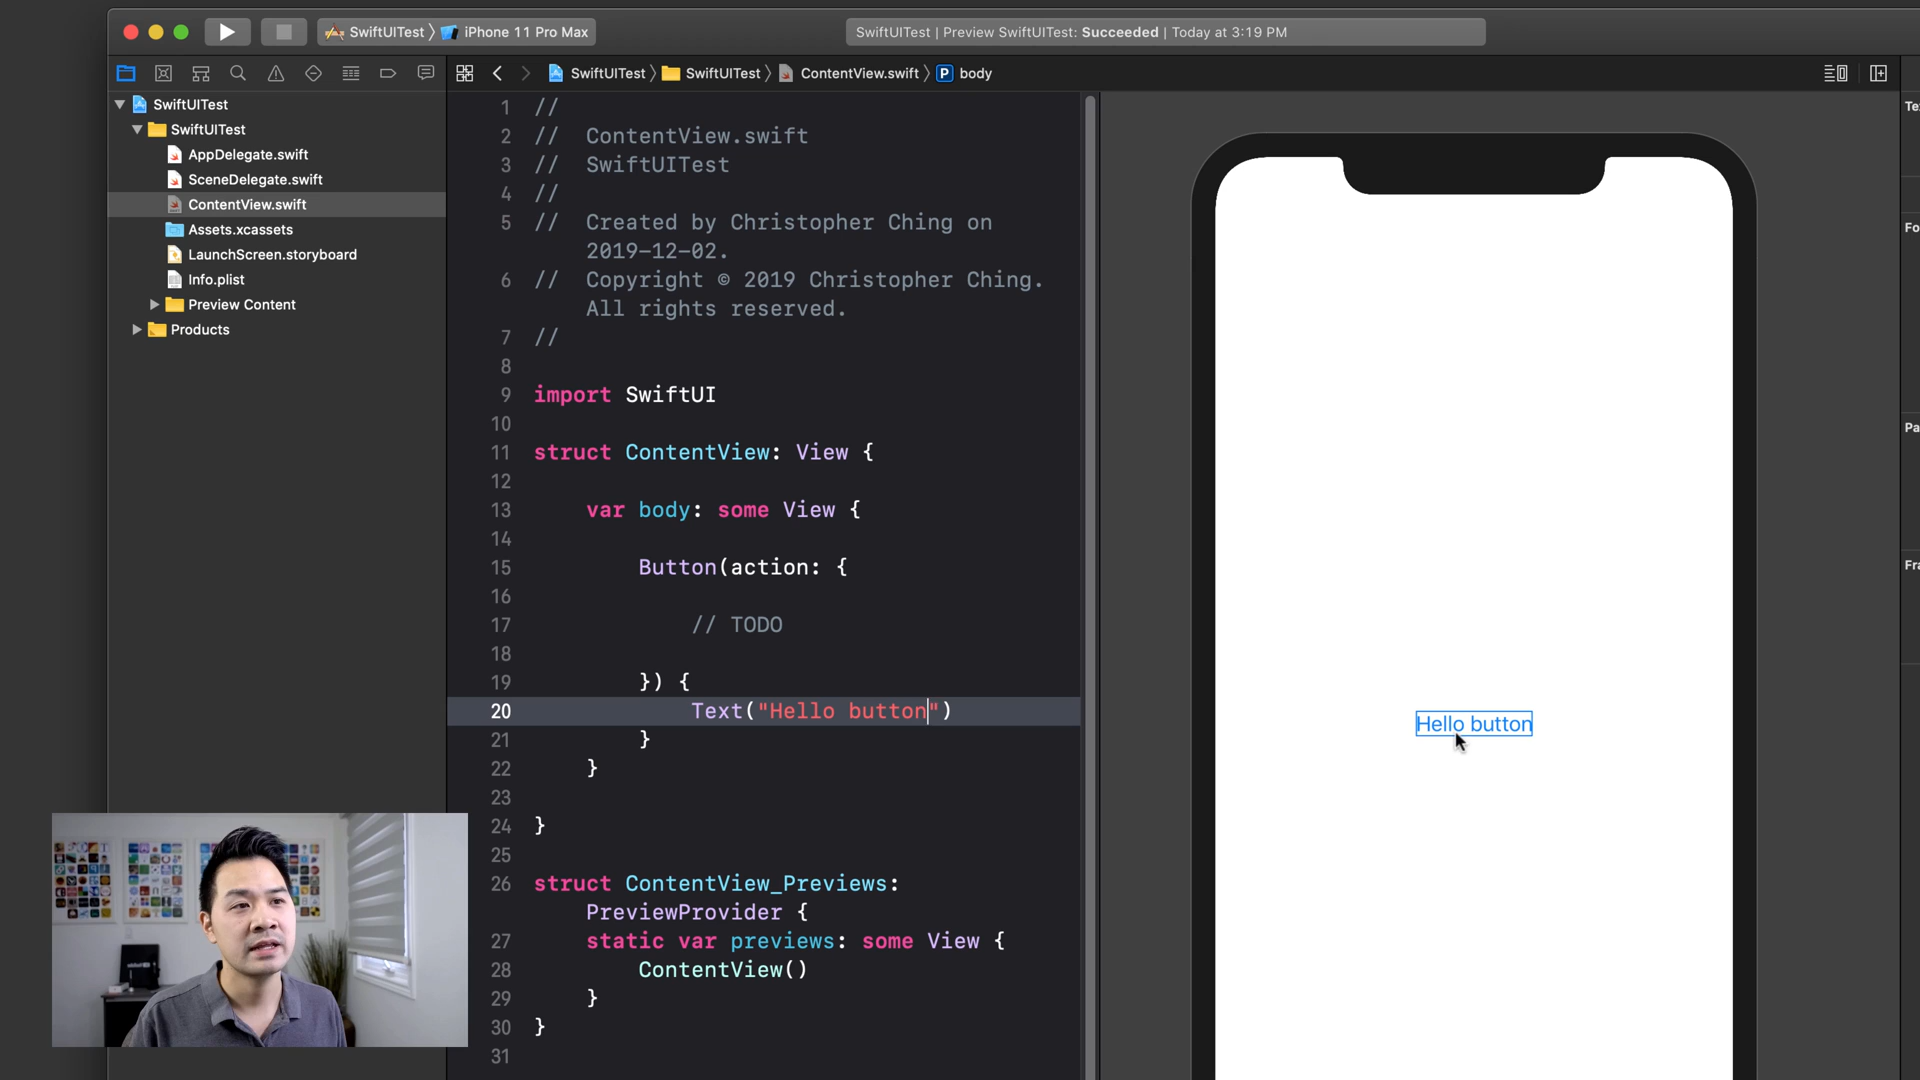 SwiftUITest 〉 iPhone 11 Pro Max
SwiftUITest | Preview SwiftUITest: Succeeded | Today at 3:19 PM
SwiftUITest 〉 SwiftUITest 〉 ContentView.swift 〉 P body
SwiftUITest
SwiftUITest
AppDelegate.swift
SceneDelegate.swift
ContentView.swift
Assets.xcassets
LaunchScreen.storyboard
Info.plist
Preview Content
Products
1 //
2 // ContentView.swift
3 // SwiftUITest
4 //
5 // Created by Christopher Ching on
2019-12-02.
6 // Copyright © 2019 Christopher Ching.
All rights reserved.
7 //
8
9 import SwiftUI
10
11 struct ContentView: View {
12
13 var body: some View {
14
15 Button(action: {
16
17 // TODO
18
19 }) {
20 Text("Hello button")
21 }
22 }
23
24 }
25
26 struct ContentView_Previews:
PreviewProvider {
27 static var previews: some View {
28 ContentView()
29 }
30 }
31
Hello button
Te
Fo
Pa
Fra